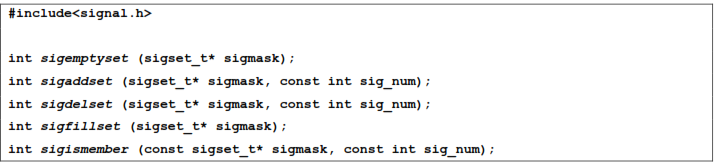 #include<signal.h>
int sigemptyset (sigset_t* sigmask);
int sigaddset (sigset_t* sigmask, const int sig_num);
int sigdelset (sigset_t* sigmask, const int sig_num);
int sigfillset (sigset_t* sigmask);
int sigismember (const sigset_t* sigmask, const int sig_num);